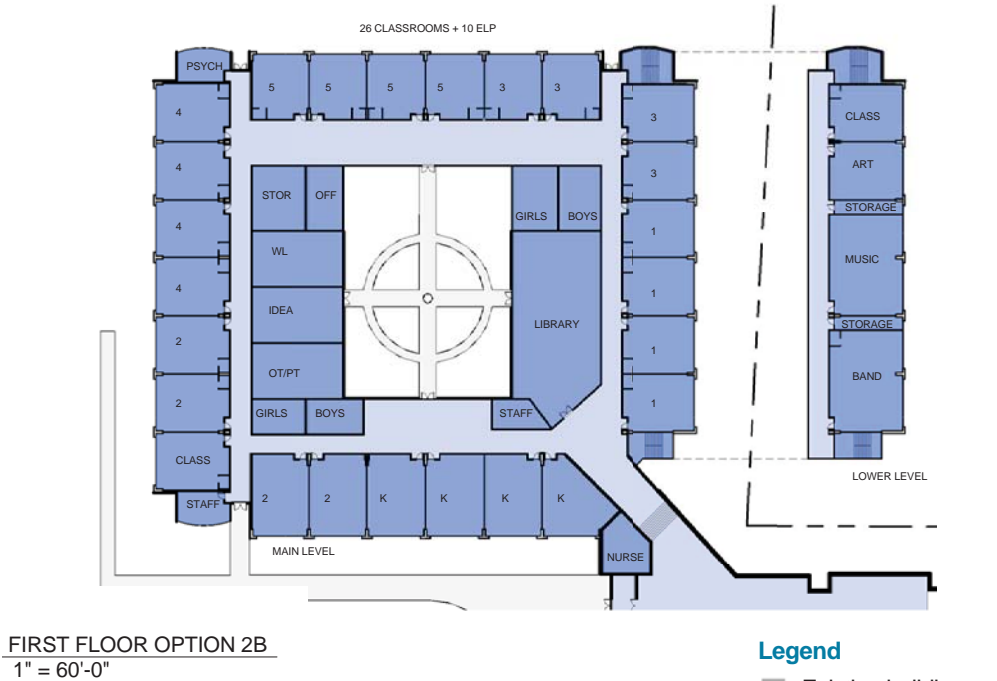 26 CLASSROOMS + 10 ELP
PSYCH
5
5
5
5
3
3
4
4
4
4
2
2
CLASS
STAFF
STOR
OFF
WL
IDEA
OT/PT
GIRLS
BOYS
GIRLS
BOYS
LIBRARY
STAFF
3
3
1
1
1
1
2
2
K
K
K
K
NURSE
MAIN LEVEL
CLASS
ART
STORAGE
MUSIC
STORAGE
BAND
LOWER LEVEL
FIRST FLOOR OPTION 2B
1" = 60'-0"
Legend